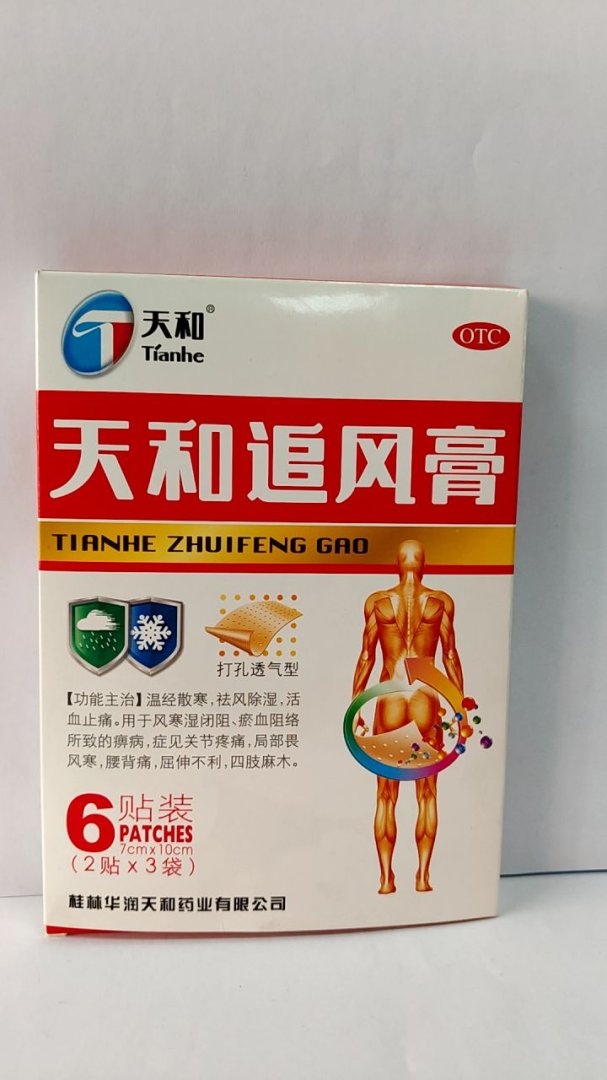 天和®
Tianhe
OTC
天和追风膏
TIANHE ZHUIFENG GAO
打孔透气型
【功能主治】温经散寒,祛风除湿,活
血止痛。用于风寒湿闭阻、瘀血阻络
所致的痹病,症见关节疼痛,局部畏
风寒,腰背痛,屈伸不利,四肢麻木。
6贴装
PATCHES
7cmx10cm
(2贴x3袋)
桂林华润天和药业有限公司